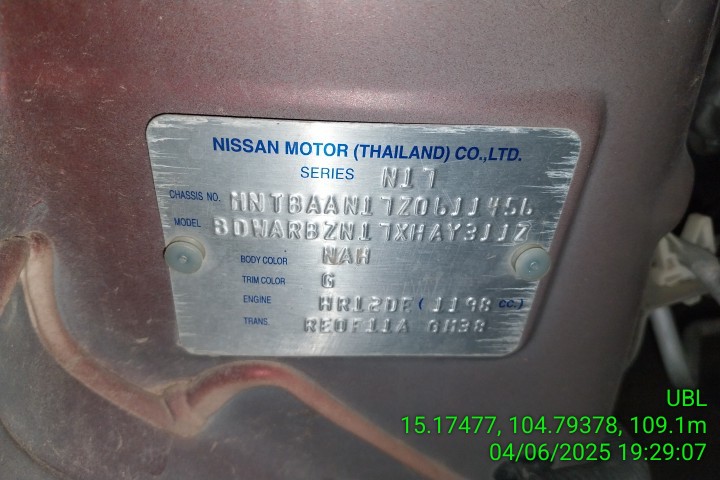 NISSAN MOTOR (THAILAND) CO.,LTD.
SERIES N17
CHASSIS NO. MNTBAAN17Z0611456
MODEL BDWARBZN17XHAY3JJZ
BODY COLOR NAH
TRIM COLOR G
ENGINE HR12DE (1198 cc.)
TRANS. RE0F11A GH38
UBL
15.17477, 104.79378, 109.1m
04/06/2025 19:29:07